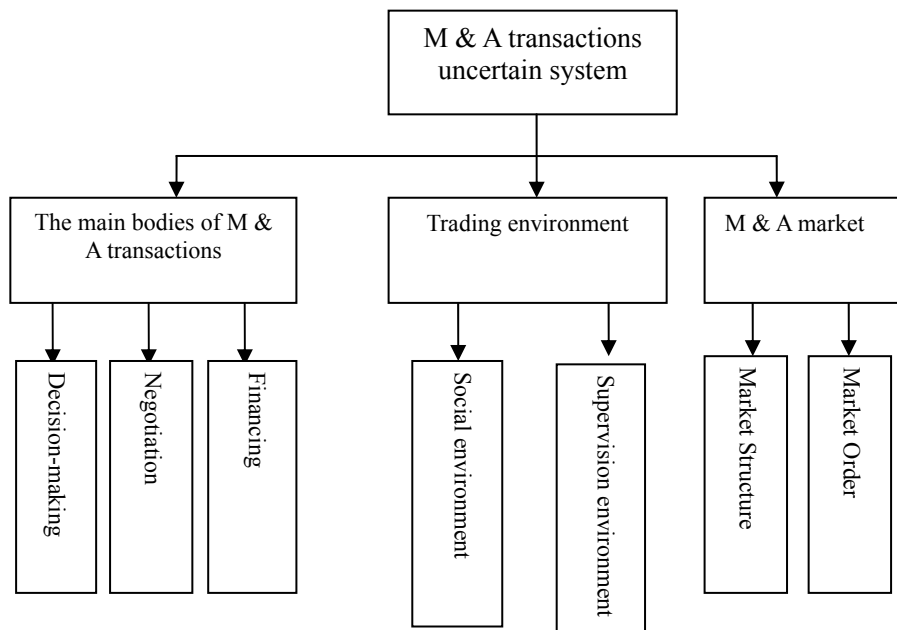 M & A transactions
uncertain system
The main bodies of M &
A transactions
Trading environment
M & A market
Decision-making
Negotiation
Financing
Social environment
Supervision environment
Market Structure
Market Order